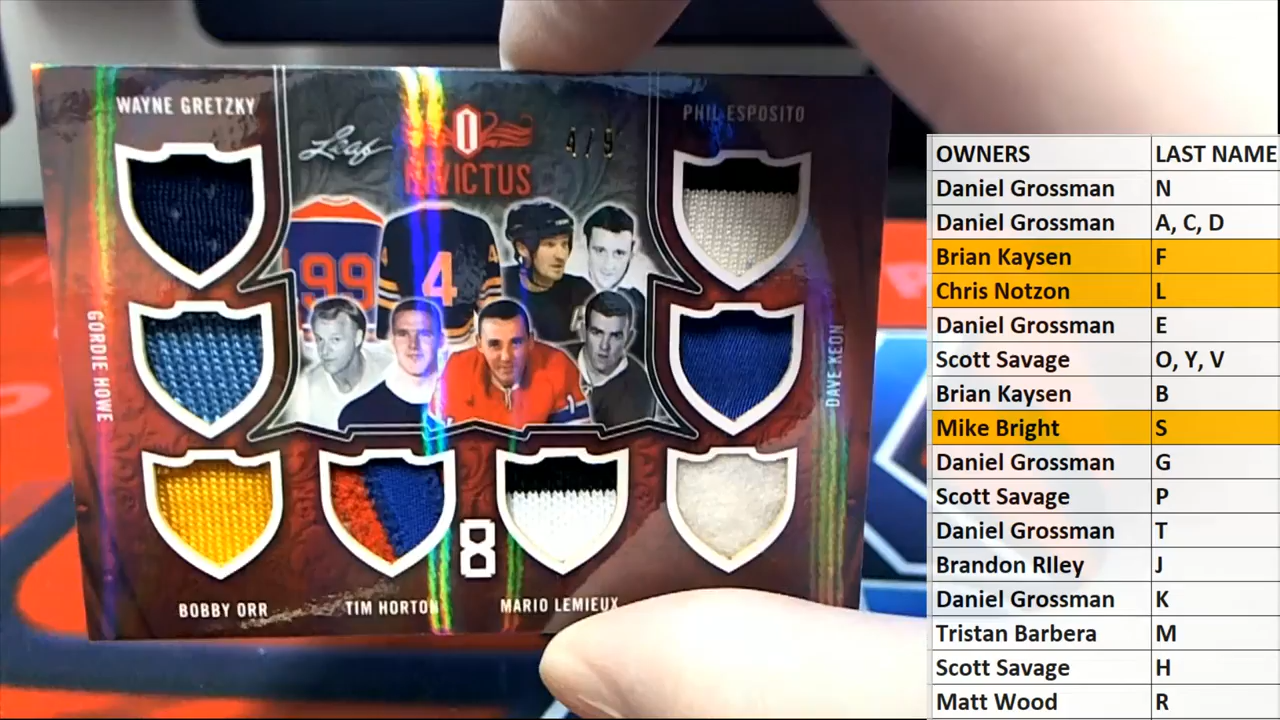 WAYNE GRETZKY
PHIL ESPOSITO
Leaf
4/9
INVICTUS
99
4
4
4
GORDIE HOWE
DAVE KEON
8
BOBBY ORR
TIM HORTON
MARIO LEMIEUX
OWNERS LAST NAME
Daniel Grossman N
Daniel Grossman A, C, D
Brian Kaysen F
Chris Notzon L
Daniel Grossman E
Scott Savage O, Y, V
Brian Kaysen B
Mike Bright S
Daniel Grossman G
Scott Savage P
Daniel Grossman T
Brandon RIley J
Daniel Grossman K
Tristan Barbera M
Scott Savage H
Matt Wood R